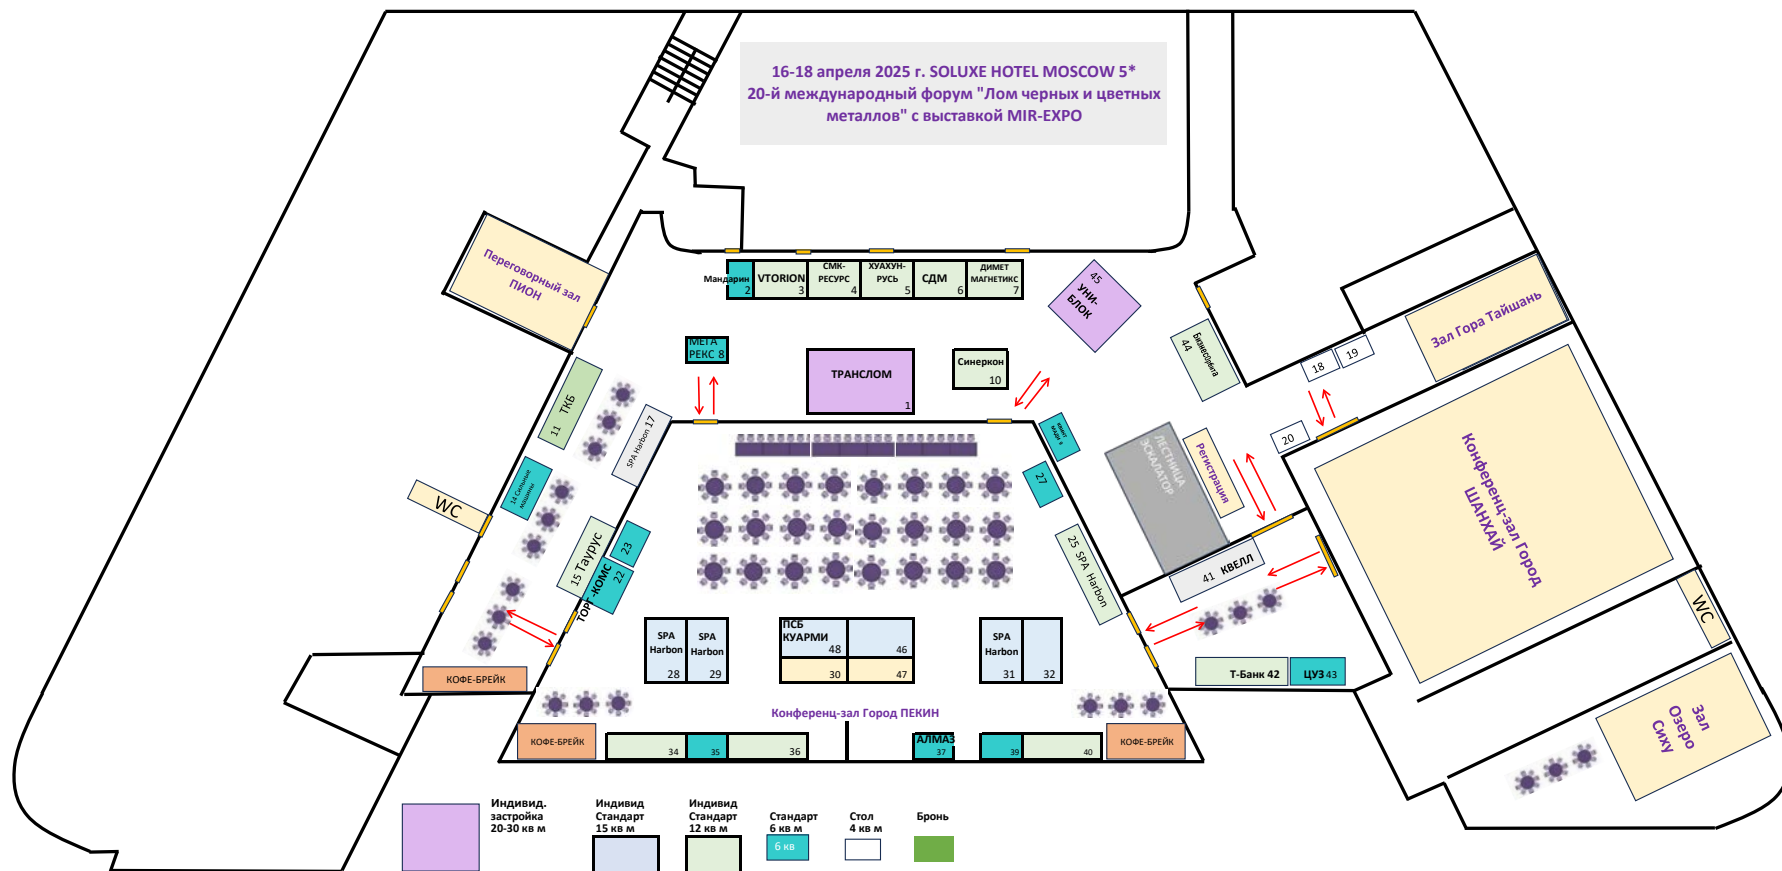 16-18 апреля 2025 г. SOLUXE HOTEL MOSCOW 5*
20-й международный форум "Лом черных и цветных
металлов" с выставкой MIR-EXPO
Переговорный зал
ПИОН
Мандарин
2
VTORION
3
СМК-
РЕСУРС
4
ХУАХУН-
РУСЬ
5
СДМ
6
ДИМЕТ
МАГНЕТИКС
7
45
УНИ-
БЛОК
МЕГА
РЕКС 8
ТРАНСЛОМ
1
Синеркон
10
44
БизнесОрбита
18
19
20
Зал Гора Тайшань
11 ТКБ
SPA Harbon 17
14 Сильные
машины
WC
15 Таурус
23
22
ТОРГ-КОМС
27
25 SPA Harbon
ЛЕСТНИЦА
ЭСКАЛАТОР
Регистрация
41 КВЕЛЛ
Конференц-зал Город
ШАНХАЙ
WC
SPA
Harbon
28
SPA
Harbon
29
ПСБ
КУАРМИ
48
46
30
47
SPA
Harbon
31
32
Т-Банк 42
ЦУЗ 43
Зал
Озеро
Сиху
КОФЕ-БРЕЙК
Конференц-зал Город ПЕКИН
КОФЕ-БРЕЙК
34
35
36
АЛМАЗ
37
39
40
КОФЕ-БРЕЙК
Индивид.
застройка
20-30 кв м
Индивид
Стандарт
15 кв м
Индивид
Стандарт
12 кв м
Стандарт
6 кв м
6 кв
Стол
4 кв м
Бронь